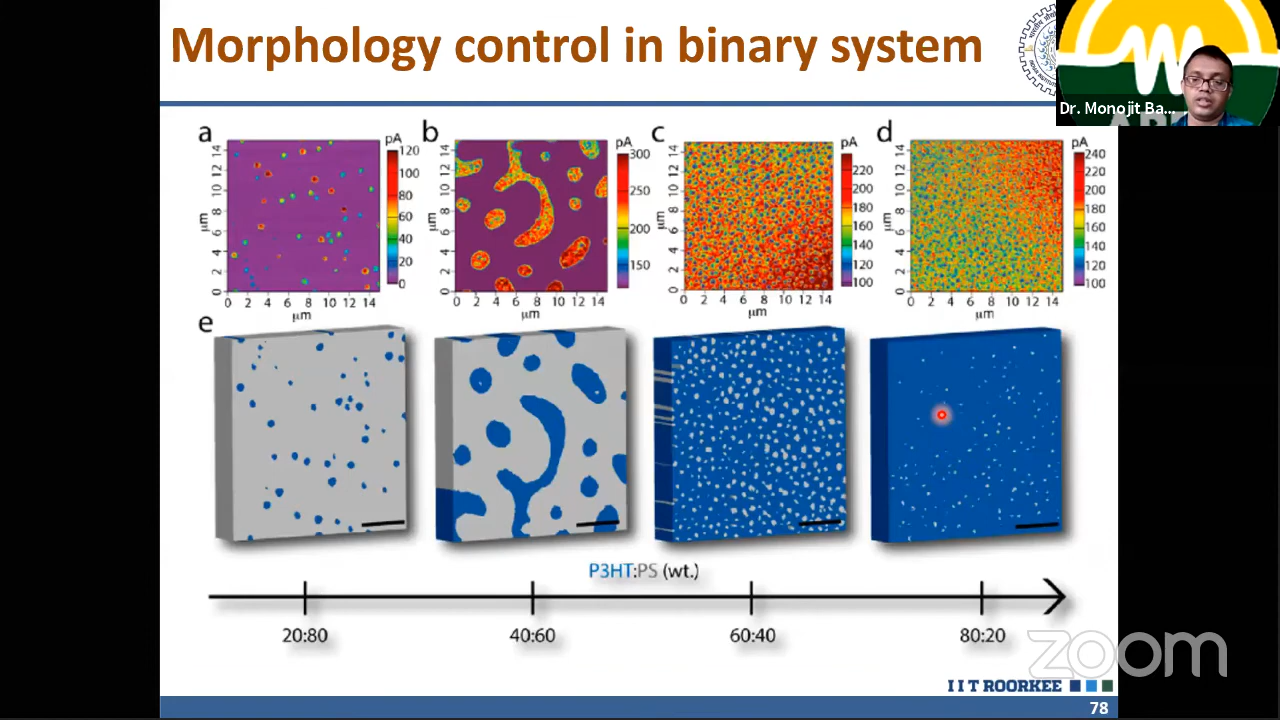 Morphology control in binary system
Dr. Monojit Ba...
a
b
c
d
pA
pA
pA
pA
120
100
80
60
40
20
0
300
250
200
150
220
200
180
160
140
120
100
240
220
200
180
160
140
120
100
μm
0 2 4 6 8 10 12 14
μm
0 2 4 6 8 10 12 14
μm
μm
0 2 4 6 8 10 12 14
μm
0 2 4 6 8 10 12 14
μm
μm
0 2 4 6 8 10 12 14
μm
0 2 4 6 8 10 12 14
μm
0 2 4 6 8 10 12 14
0 2 4 6 8 10 12 14
e
P3HT:PS (wt.)
20:80
40:60
60:40
80:20
zoom
IIT ROORKEE
78